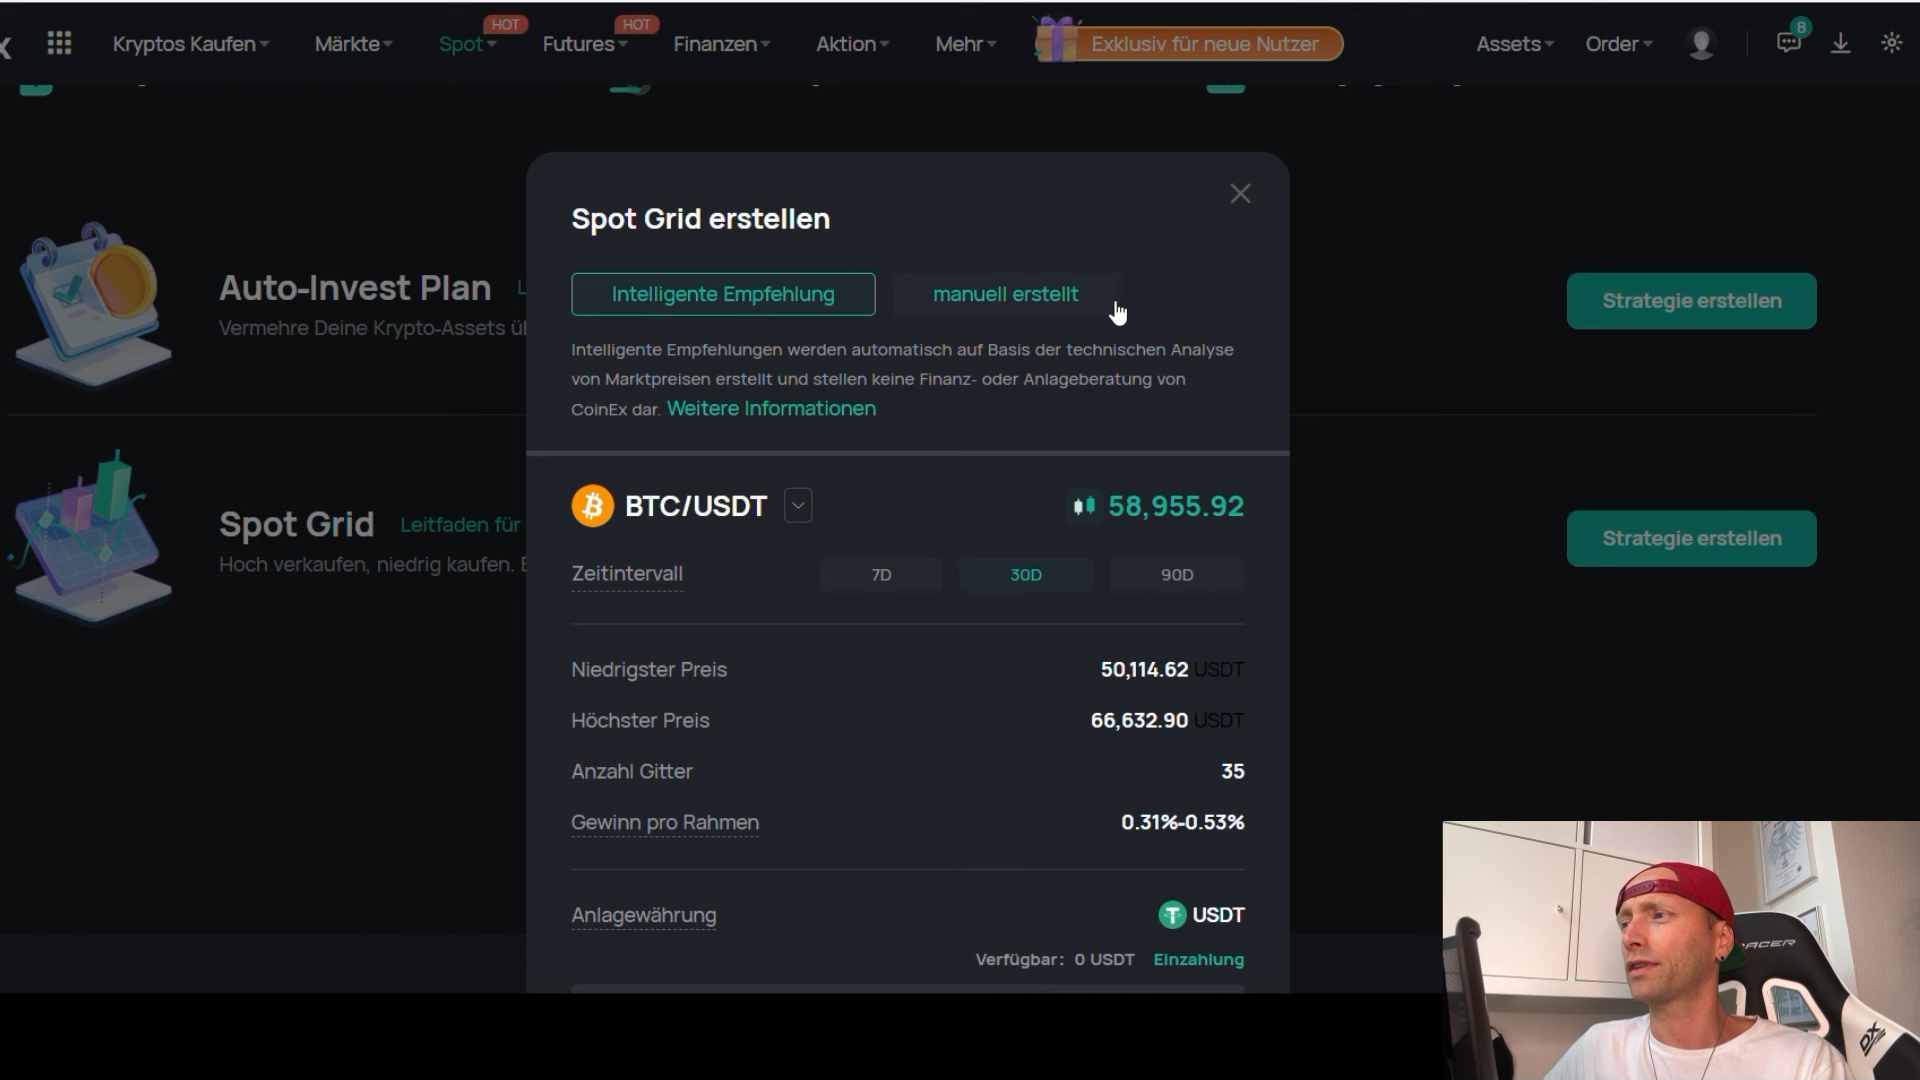 HOT HOT
Kryptos Kaufen Märkte Spot Futures Finanzen Aktion Mehr Exklusiv für neue Nutzer Assets Order 8
Spot Grid erstellen
Intelligente Empfehlung manuell erstellt
Auto-Invest Plan
Strategie erstellen
Vermehre Deine Krypto-Assets
Intelligente Empfehlungen werden automatisch auf Basis der technischen Analyse
von Marktpreisen erstellt und stellen keine Finanz- oder Anlageberatung von
CoinEx dar. Weitere Informationen
BTC/USDT 58,955.92
Spot Grid Leitfaden für
Strategie erstellen
Hoch verkaufen, niedrig kaufen.
Zeitintervall 7D 30D 90D
Niedrigster Preis 50,114.62 USDT
Höchster Preis 66,632.90 USDT
Anzahl Gitter 35
Gewinn pro Rahmen 0.31%-0.53%
Anlagewährung USDT
Verfügbar: 0 USDT Einzahlung
DX